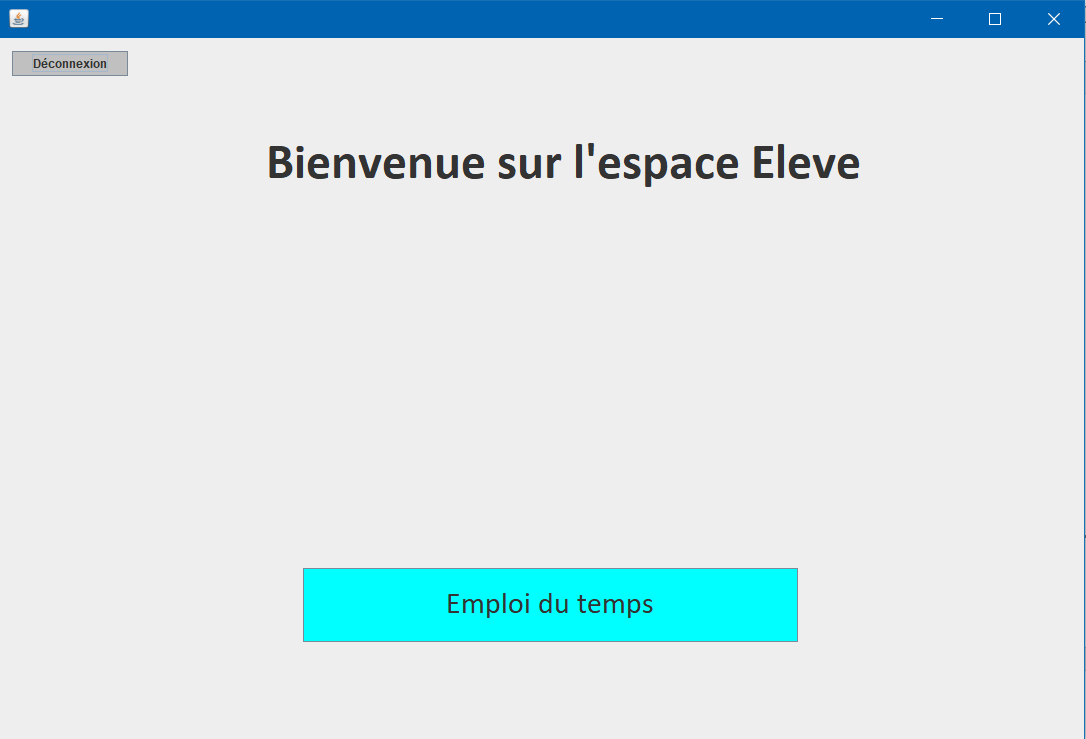 Déconnexion
Bienvenue sur l'espace Eleve
Emploi du temps